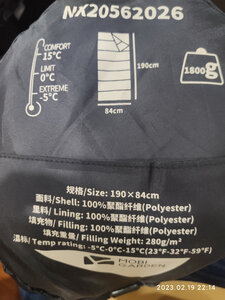 NX20562026
COMFORT
15°C
LIMIT
0°C
EXTREME
-5°C
190cm
84cm
1800g
规格/Size: 190×84cm
面料/Shell: 100%聚酯纤维(Polyester)
里料/Lining: 100%聚酯纤维(Polyester)
填充物/Filling: 100%聚酯纤维(Polyester)
填充重量/Filling Weight: 280g/m²
温标/Temp rating: -5°C-0°C-15°C(23°F-32°F-59°F)
MOBI
GARDEN
2023.02.19 22:14